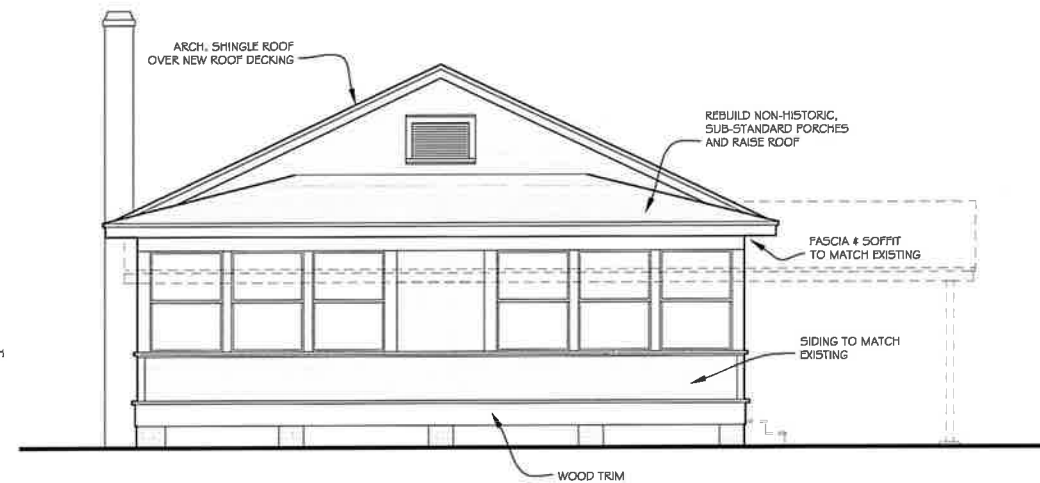 ARCH. SHINGLE ROOF
OVER NEW ROOF DECKING
REBUILD NON-HISTORIC,
SUB-STANDARD PORCHES
AND RAISE ROOF
FASCIA & SOFFIT
TO MATCH EXISTING
SIDING TO MATCH
EXISTING
WOOD TRIM